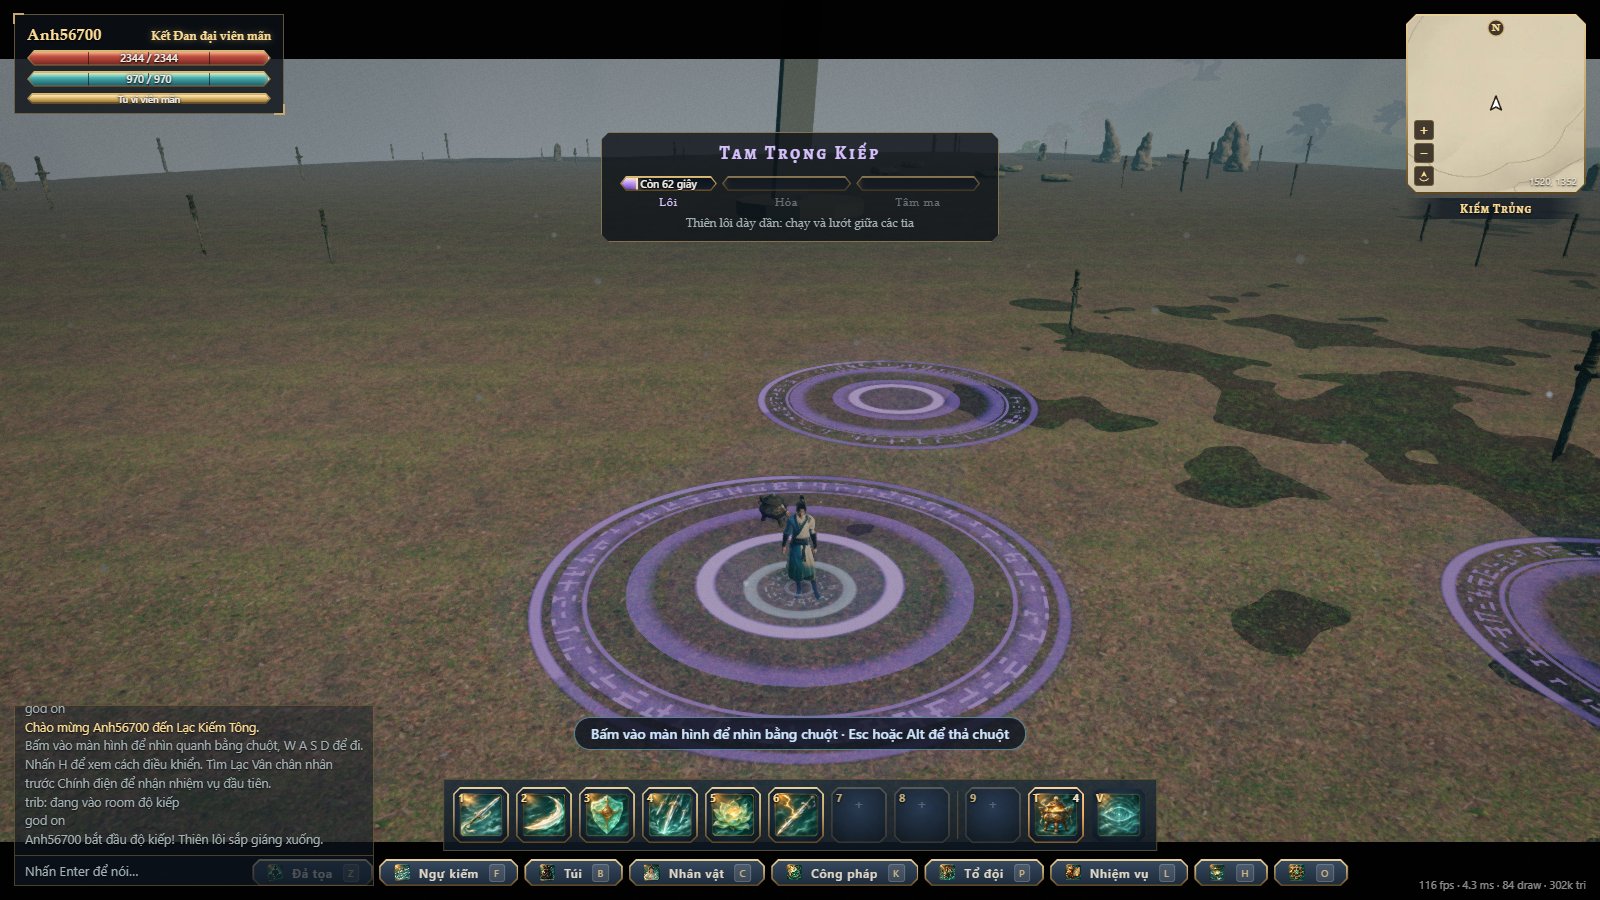 Anh56700
Kết Đan đại viên mãn
2344 / 2344
970 / 970
Tu vi viên mãn
N
+
−
1520, 1352
KIẾM TRỦNG
TAM TRỌNG KIẾP
Còn 62 giây
Lôi
Hỏa
Tâm ma
Thiên lôi dày dần: chạy và lướt giữa các tia
god on
Chào mừng Anh56700 đến Lạc Kiếm Tông.
Bấm vào màn hình để nhìn quanh bằng chuột, W A S D để đi.
Nhấn H để xem cách điều khiển. Tìm Lạc Vân chân nhân
trước Chính điện để nhận nhiệm vụ đầu tiên.
trib: đang vào room độ kiếp
god on
Anh56700 bắt đầu độ kiếp! Thiên lôi sắp giáng xuống.
Nhấn Enter để nói...
Bấm vào màn hình để nhìn bằng chuột · Esc hoặc Alt để thả chuột
1 2 3 4 5 6 7 8 9 T 4 V
+ + +
Đả tọa Z
Ngự kiếm F
Túi B
Nhân vật C
Công pháp K
Tổ đội P
Nhiệm vụ L
H
O
116 fps · 4.3 ms · 84 draw · 302k tri